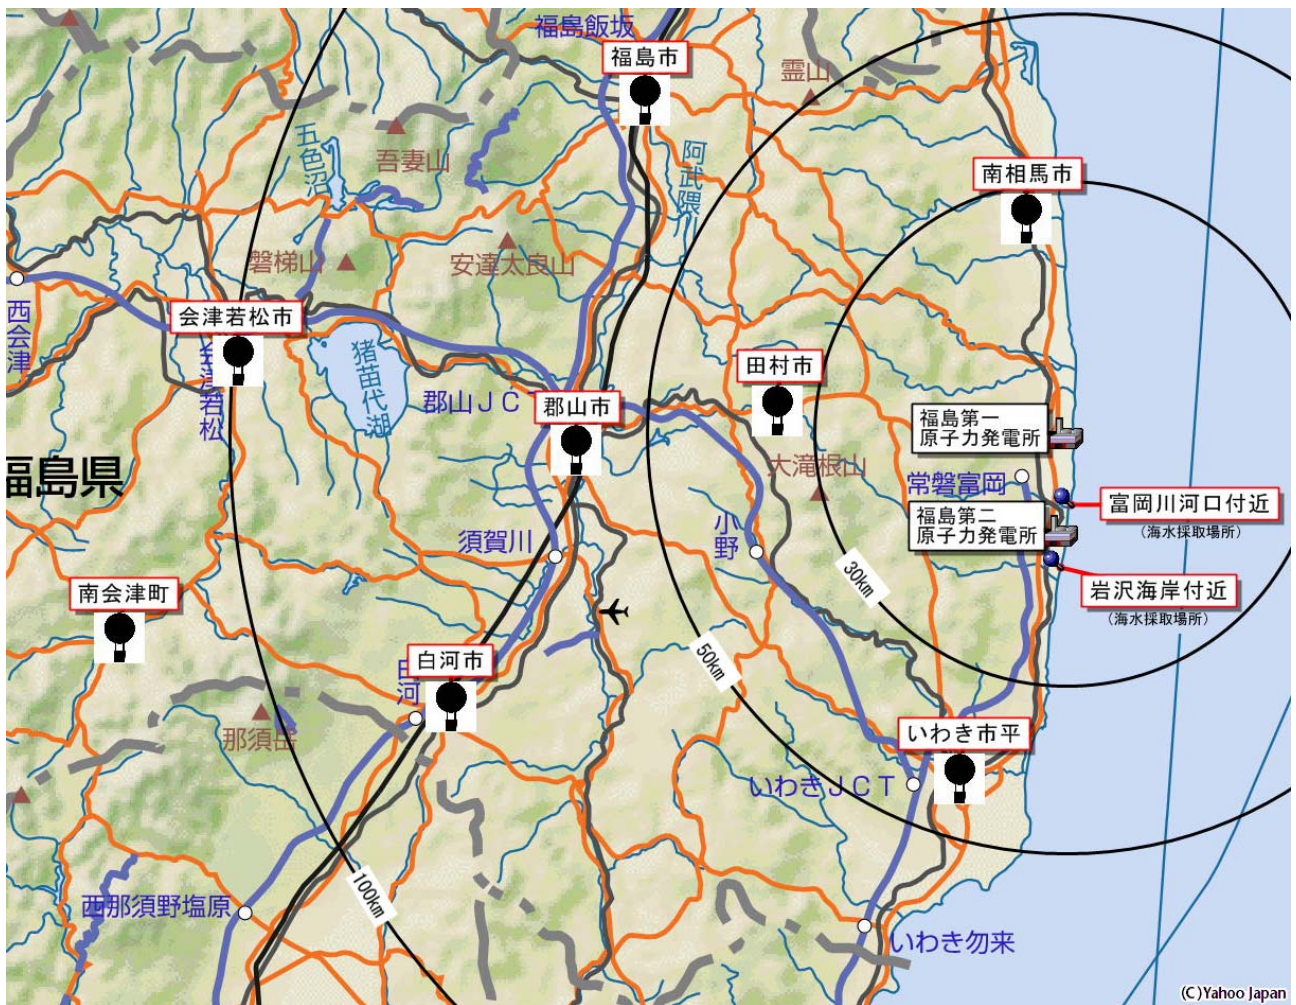 福島飯坂
福島市
霊山
吾妻山
五色沼
阿武隈川
南相馬市
磐梯山
安達太良山
西会津
会津若松市
会津若松
猪苗代湖
田村市
郡山JC
郡山市
福島第一
原子力発電所
福島県
大滝根山
常磐富岡
富岡川河口付近
(海水採取場所)
福島第二
原子力発電所
小野
須賀川
30km
岩沢海岸付近
(海水採取場所)
南会津町
50km
白河市
白河
那須岳
いわき市平
いわきJCT
100km
西那須野塩原
いわき勿来
(C)Yahoo Japan